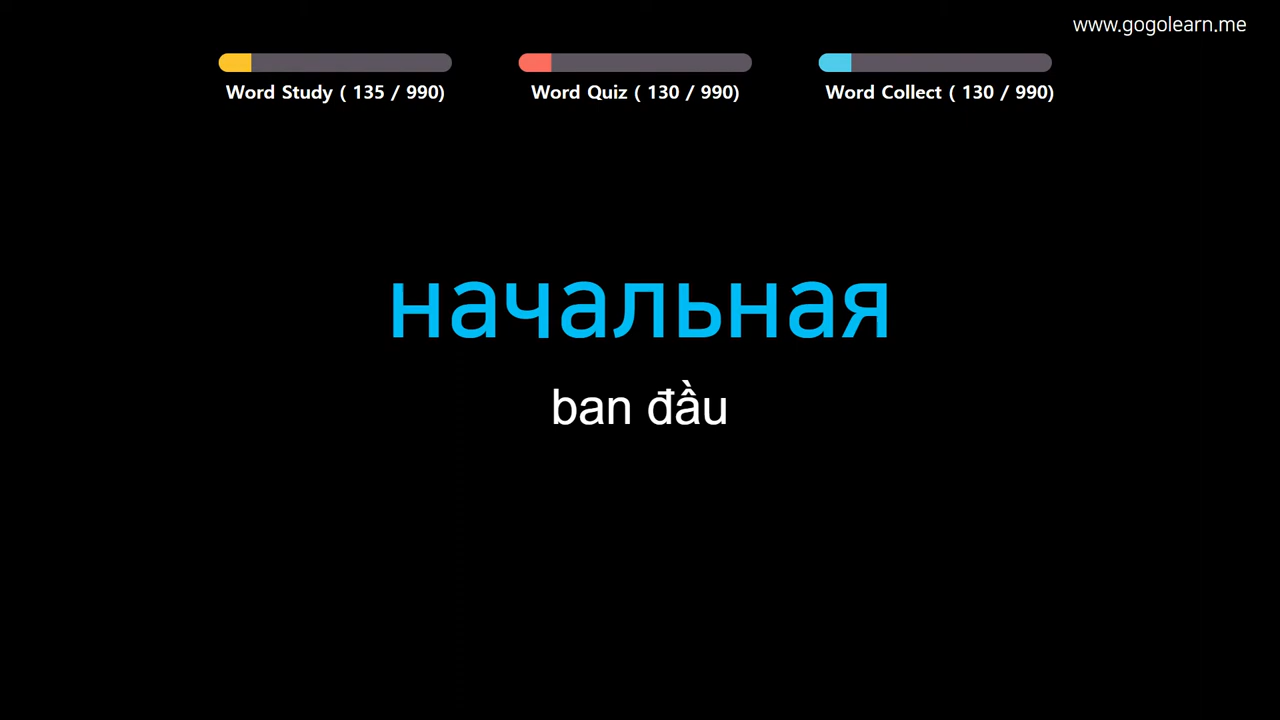 www.gogolearn.me
Word Study ( 135 / 990)
Word Quiz ( 130 / 990)
Word Collect ( 130 / 990)
начальная
ban đầu